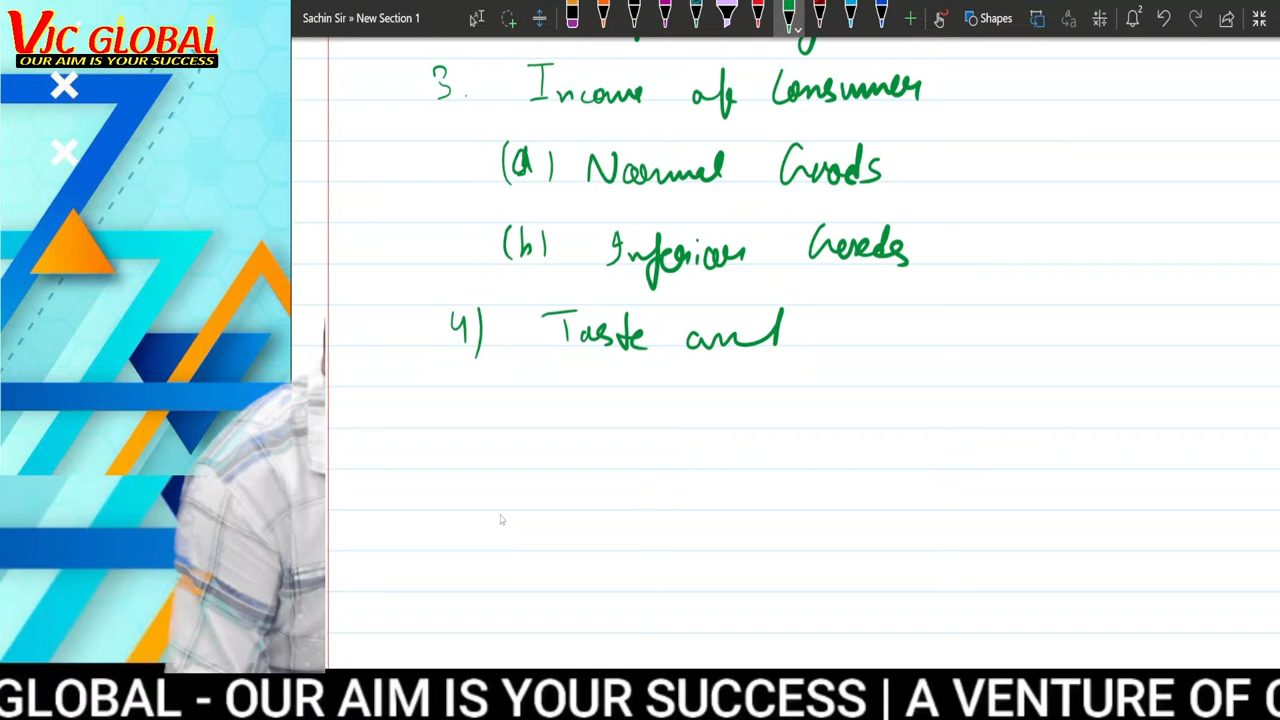 VJC GLOBAL
OUR AIM IS YOUR SUCCESS
Sachin Sir » New Section 1
Shapes
2
3. Income of Consumer
(a) Normal Goods
(b) Inferior Goods
4) Taste and
GLOBAL - OUR AIM IS YOUR SUCCESS | A VENTURE OF